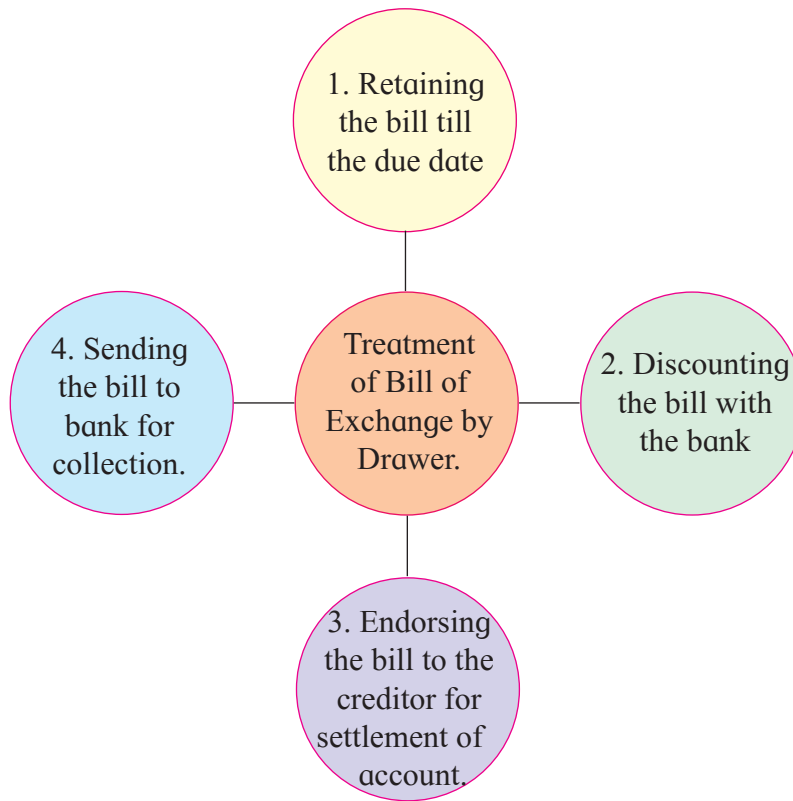 1. Retaining
the bill till
the due date
Treatment
of Bill of
Exchange by
Drawer.
2. Discounting
the bill with
the bank
3. Endorsing
the bill to the
creditor for
settlement of
account.
4. Sending
the bill to
bank for
collection.